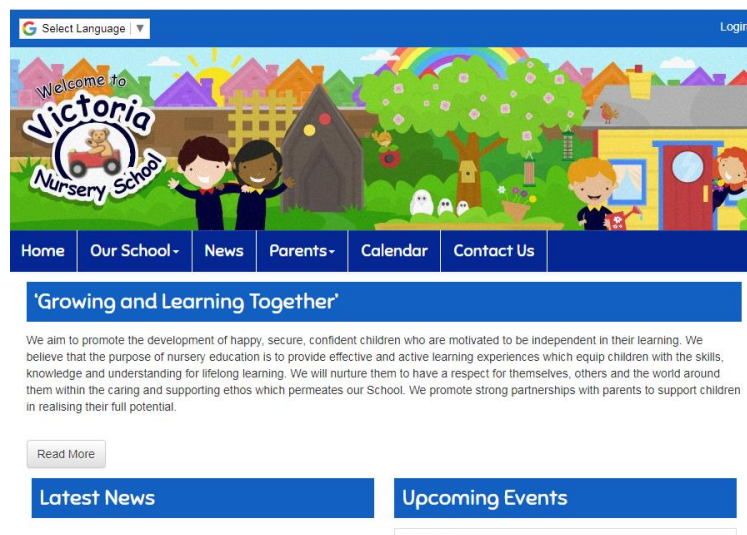 Select Language
Login
Welcome to
Victoria
Nursery School
Home Our School News Parents Calendar Contact Us
'Growing and Learning Together'
We aim to promote the development of happy, secure, confident children who are motivated to be independent in their learning. We
believe that the purpose of nursery education is to provide effective and active learning experiences which equip children with the skills,
knowledge and understanding for lifelong learning. We will nurture them to have a respect for themselves, others and the world around
them within the caring and supporting ethos which permeates our School. We promote strong partnerships with parents to support children
in realising their full potential.
Read More
Latest News
Upcoming Events